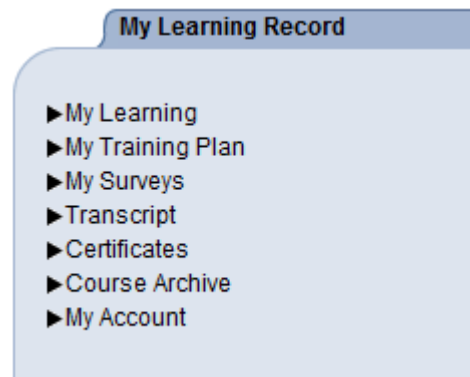 My Learning Record
▶My Learning
▶My Training Plan
▶My Surveys
▶Transcript
▶Certificates
▶Course Archive
▶My Account